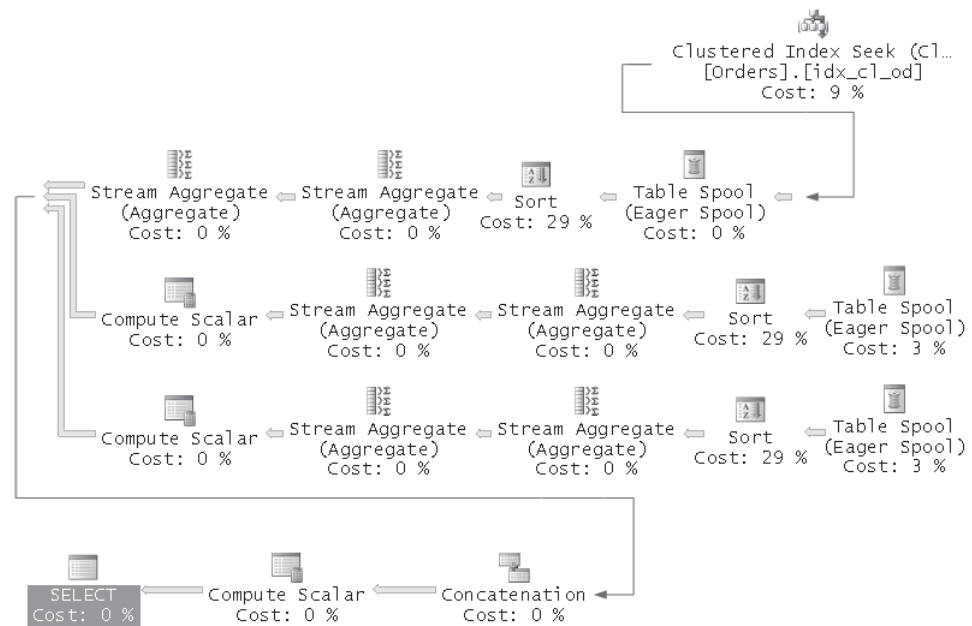 Clustered Index Seek (Cl…
[Orders].[idx_cl_od]
Cost: 9 %
Stream Aggregate
(Aggregate)
Cost: 0 %
Stream Aggregate
(Aggregate)
Cost: 0 %
Sort
Cost: 29 %
Table Spool
(Eager Spool)
Cost: 0 %
Compute Scalar
Cost: 0 %
Stream Aggregate
(Aggregate)
Cost: 0 %
Stream Aggregate
(Aggregate)
Cost: 0 %
Sort
Cost: 29 %
Table Spool
(Eager Spool)
Cost: 3 %
Compute Scalar
Cost: 0 %
Stream Aggregate
(Aggregate)
Cost: 0 %
Stream Aggregate
(Aggregate)
Cost: 0 %
Sort
Cost: 29 %
Table Spool
(Eager Spool)
Cost: 3 %
SELECT
Cost: 0 %
Compute Scalar
Cost: 0 %
Concatenation
Cost: 0 %